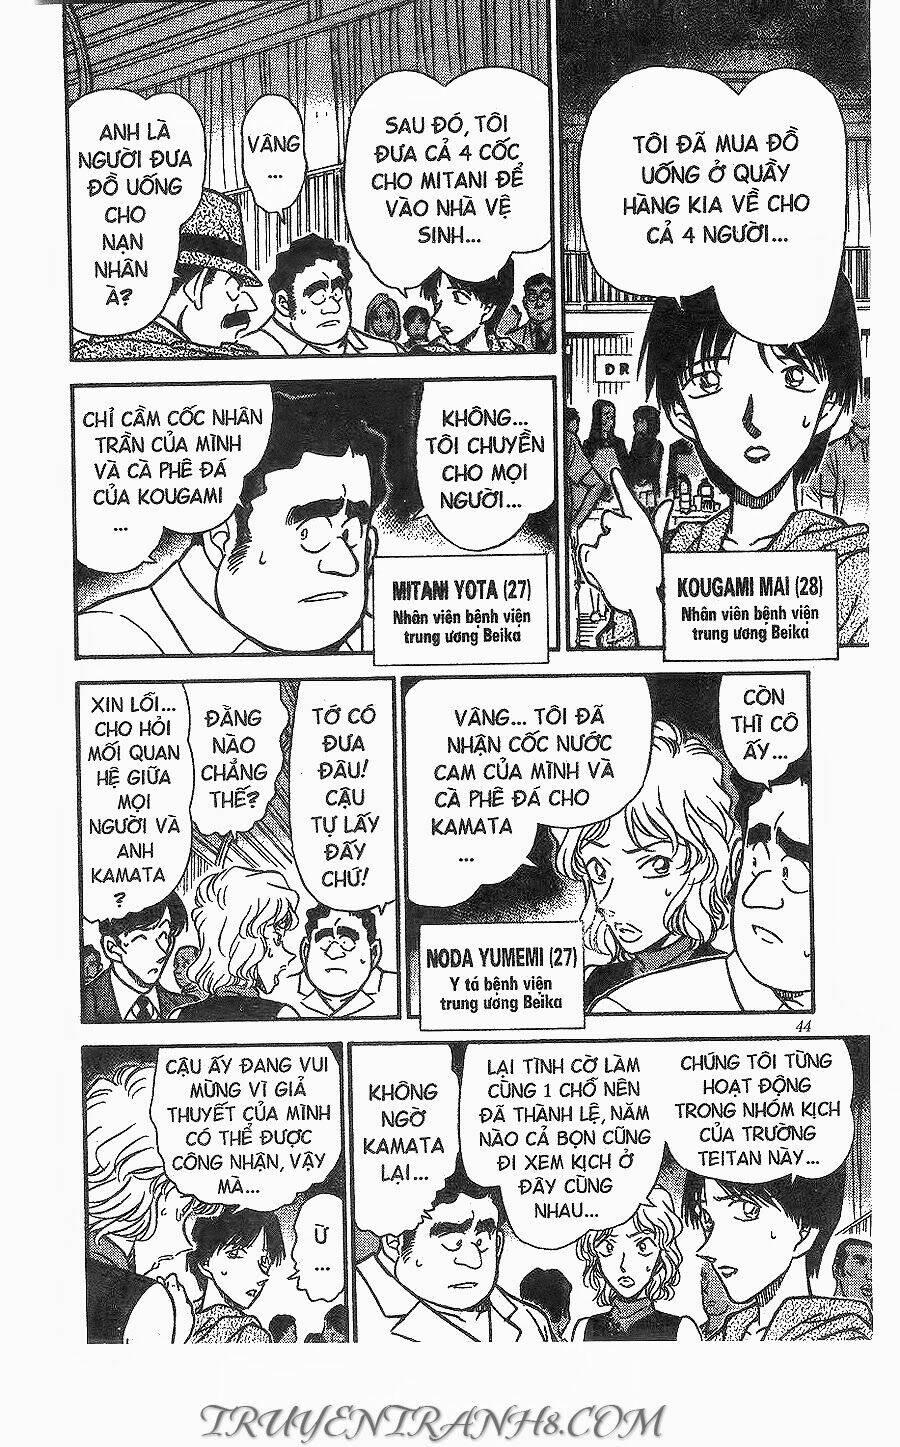 TÔI ĐÃ MUA ĐỒ
UỐNG Ở QUẦY
HÀNG KIA VỀ CHO
CẢ 4 NGƯỜI...
SAU ĐÓ, TÔI
ĐƯA CẢ 4 CỐC
CHO MITANI ĐỂ
VÀO NHÀ VỆ
SINH...
VÂNG
...
ANH LÀ
NGƯỜI ĐƯA
ĐỒ UỐNG
CHO
NẠN
NHÂN
À?
DR
KOUGAMI MAI (28)
Nhân viên bệnh viện
trung ương Beika
KHÔNG...
TÔI CHUYỀN
CHO MỌI
NGƯỜI...
CHỈ CẦM CỐC NHÂN
TRẦN CỦA MÌNH
VÀ CÀ PHÊ ĐÁ
CỦA KOUGAMI
...
MITANI YOTA (27)
Nhân viên bệnh viện
trung ương Beika
CÒN
THÌ CÔ
ẤY...
VÂNG... TÔI ĐÃ
NHẬN CỐC NƯỚC
CAM CỦA MÌNH VÀ
CÀ PHÊ ĐÁ CHO
KAMATA
...
NODA YUMEMI (27)
Y tá bệnh viện
trung ương Beika
TỚ CÓ
ĐƯA
ĐÂU!
CẬU
TỰ LẤY
ĐẤY
CHỨ!
ĐẰNG
NÀO
CHẲNG
THẾ?
XIN LỖI...
CHO HỎI
MỐI QUAN
HỆ GIỮA
MỌI
NGƯỜI VÀ
ANH
KAMATA
?
44
CHÚNG TÔI TỪNG
HOẠT ĐỘNG
TRONG NHÓM KỊCH
CỦA TRƯỜNG
TEITAN NÀY...
LẠI TÌNH CỜ LÀM
CÙNG 1 CHỖ NÊN
ĐÃ THÀNH LỆ, NĂM
NÀO CẢ BỌN CŨNG
ĐI XEM KỊCH Ở
ĐÂY CÙNG
NHAU...
KHÔNG
NGỜ
KAMATA
LẠI...
CẬU ẤY ĐANG VUI
MỪNG VÌ GIẢ
THUYẾT CỦA MÌNH
CÓ THỂ ĐƯỢC
CÔNG NHẬN, VẬY
MÀ...
Ừ
...
TRUYENTRANH8.COM